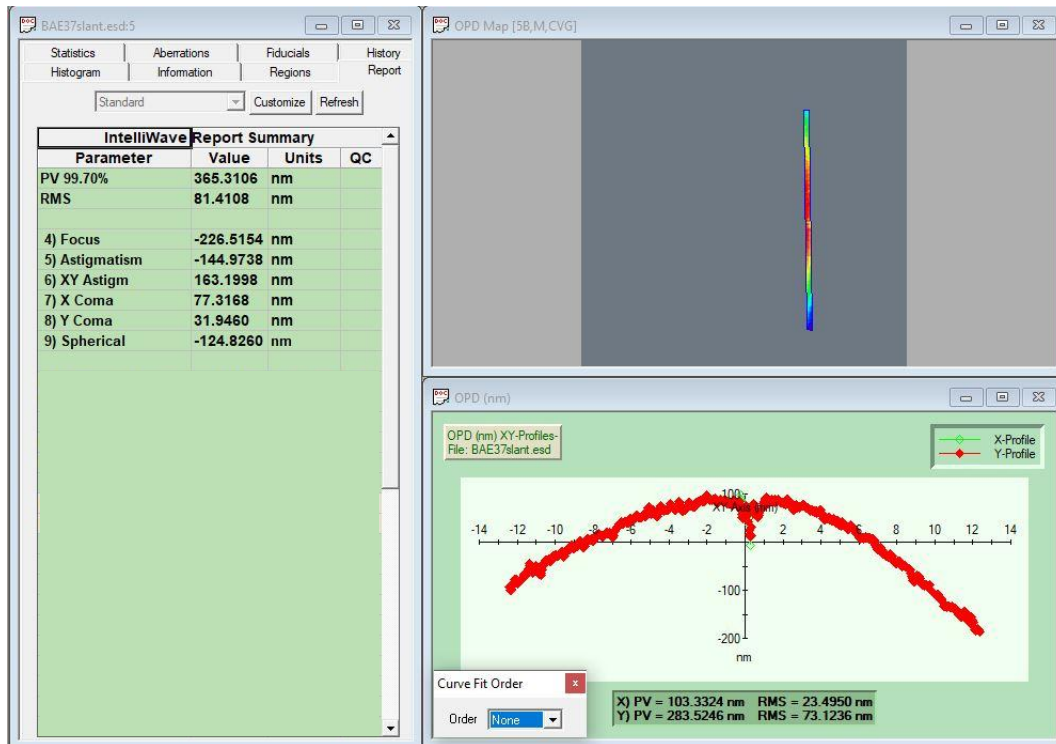 BAE37slant.esd:5
Statistics Aberrations Fiducials History
Histogram Information Regions Report
Standard Customize Refresh
IntelliWave Report Summary
Parameter Value Units QC
PV 99.70% 365.3106 nm
RMS 81.4108 nm
4) Focus -226.5154 nm
5) Astigmatism -144.9738 nm
6) XY Astigm 163.1998 nm
7) X Coma 77.3168 nm
8) Y Coma 31.9460 nm
9) Spherical -124.8260 nm
OPD Map [5B,M,CVG]
OPD (nm)
OPD (nm) XY-Profiles-
File: BAE37slant.esd
X-Profile
Y-Profile
100
XY Axis (mm)
-14 -12 -10 -8 -6 -4 -2 0 2 4 6 8 10 12 14
-100
-200
nm
Curve Fit Order
Order None
X) PV = 103.3324 nm RMS = 23.4950 nm
Y) PV = 283.5246 nm RMS = 73.1236 nm